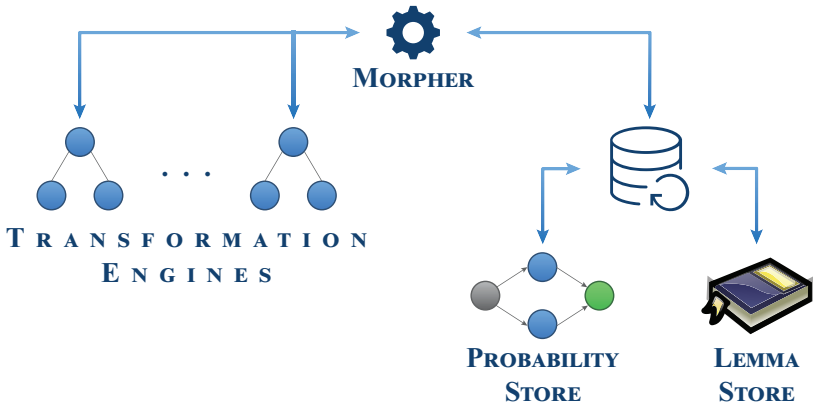 MORPHER
. . .
TRANSFORMATION
ENGINES
PROBABILITY
STORE
LEMMA
STORE